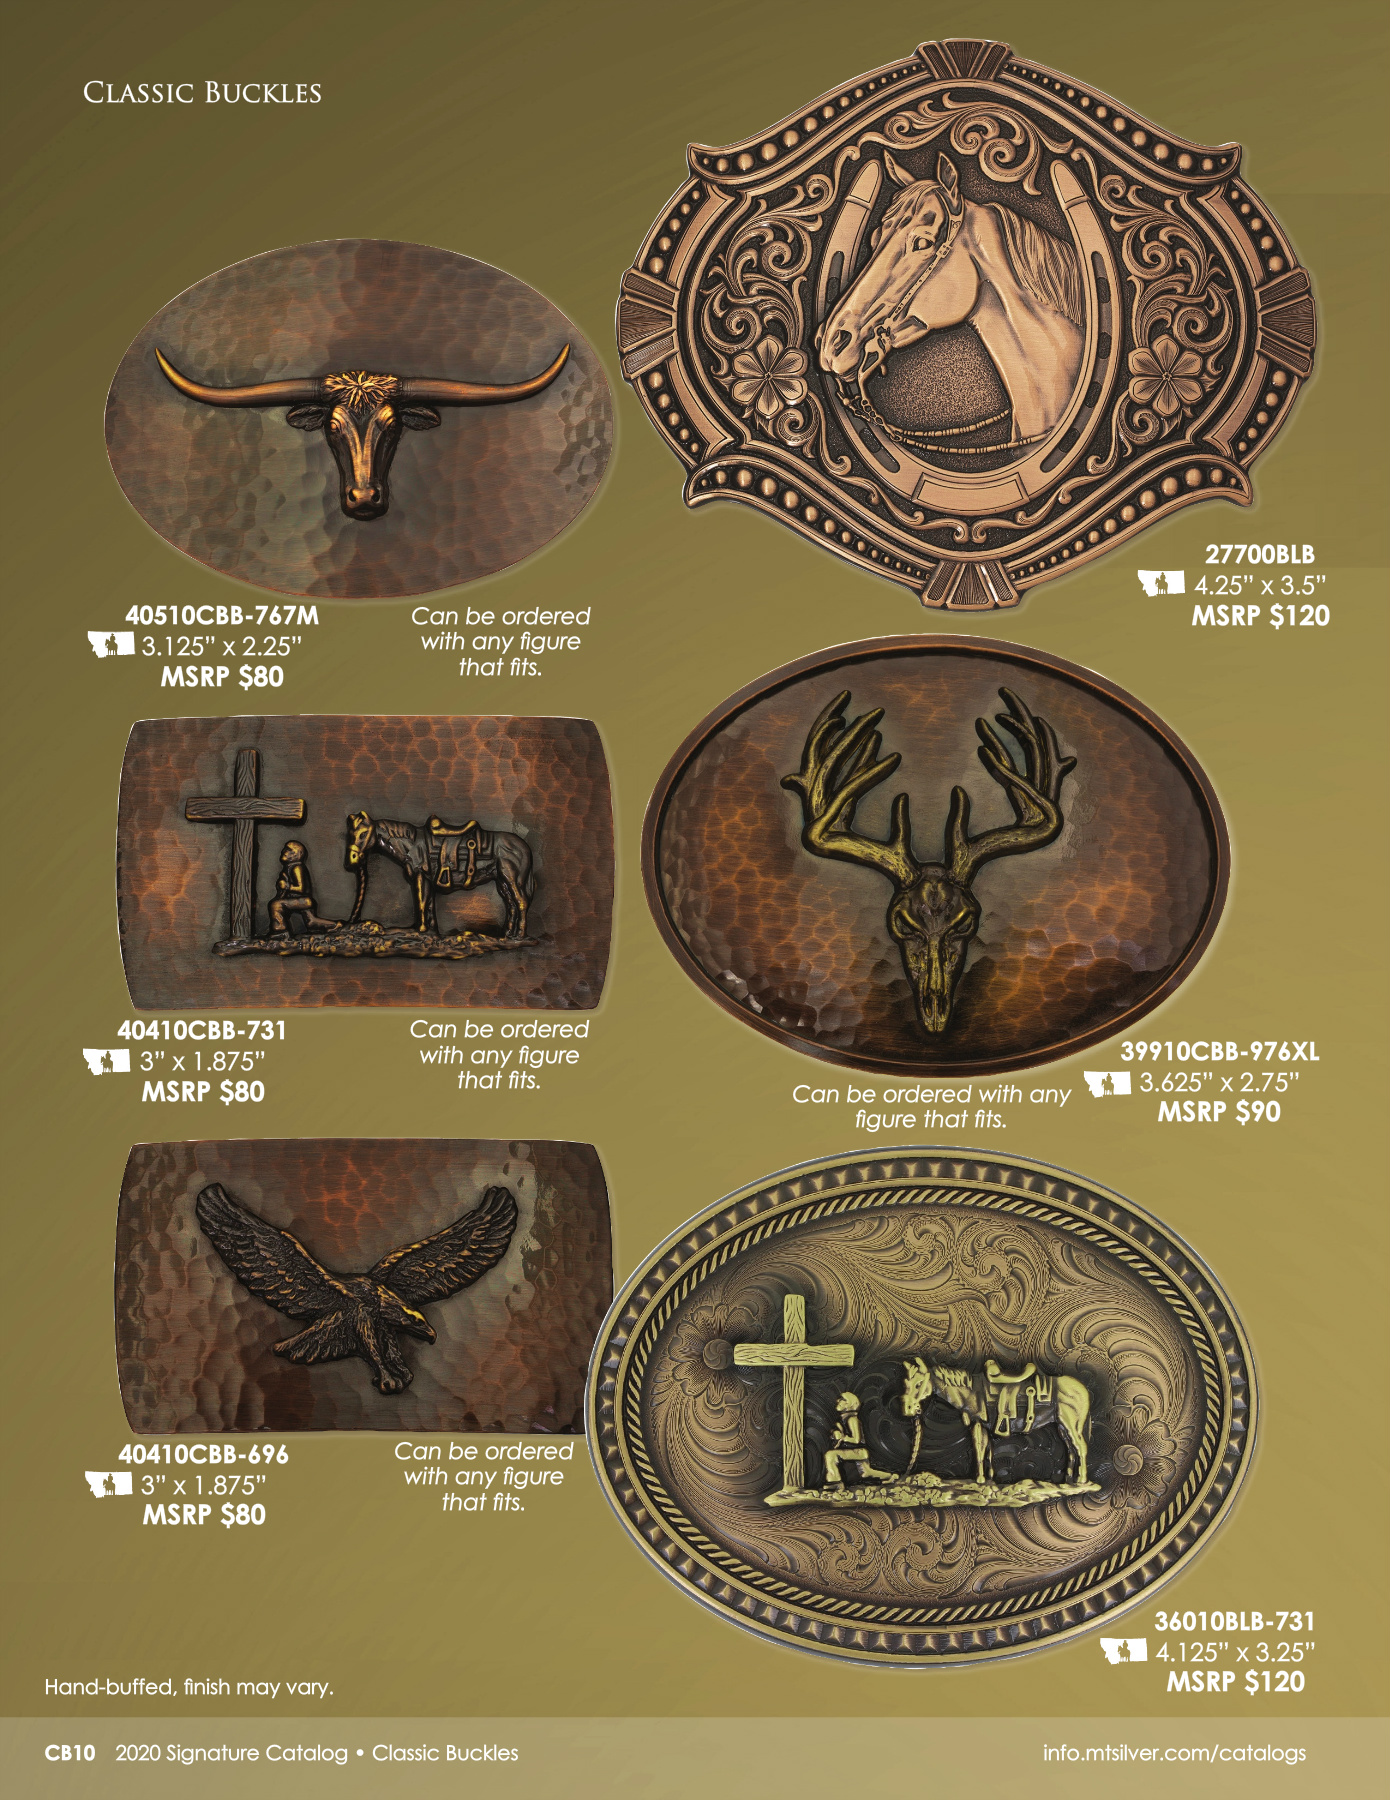 CLASSIC BUCKLES
27700BLB
4.25” x 3.5”
MSRP $120
40510CBB-767M
3.125” x 2.25”
MSRP $80
Can be ordered
with any figure
that fits.
40410CBB-731
3” x 1.875”
MSRP $80
Can be ordered
with any figure
that fits.
39910CBB-976XL
3.625” x 2.75”
MSRP $90
Can be ordered with any
figure that fits.
40410CBB-696
3” x 1.875”
MSRP $80
Can be ordered
with any figure
that fits.
36010BLB-731
4.125” x 3.25”
MSRP $120
Hand-buffed, finish may vary.
CB10 2020 Signature Catalog • Classic Buckles
info.mtsilver.com/catalogs